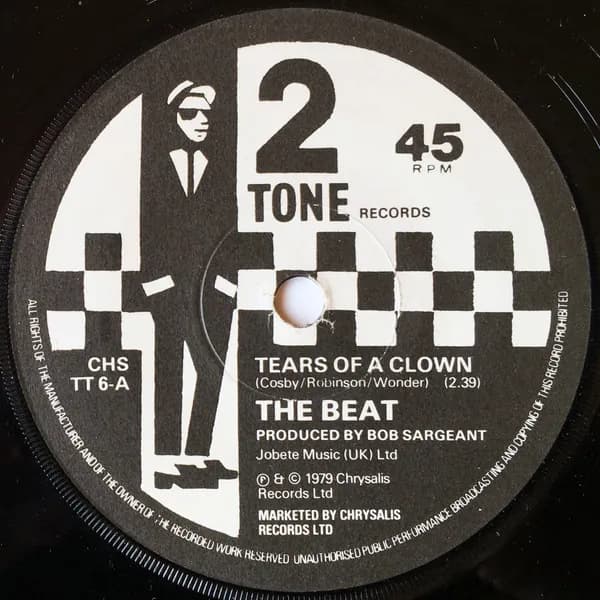 2
45
RPM
TONE RECORDS
CHS
TT 6-A
TEARS OF A CLOWN
(Cosby/Robinson/Wonder) (2.39)
THE BEAT
PRODUCED BY BOB SARGEANT
Jobete Music (UK) Ltd
℗ & © 1979 Chrysalis
Records Ltd
MARKETED BY CHRYSALIS
RECORDS LTD
ALL RIGHTS OF THE MANUFACTURER AND OF THE OWNER OF THE RECORDED WORK RESERVED UNAUTHORISED PUBLIC PERFORMANCE BROADCASTING AND COPYING OF THIS RECORD PROHIBITED